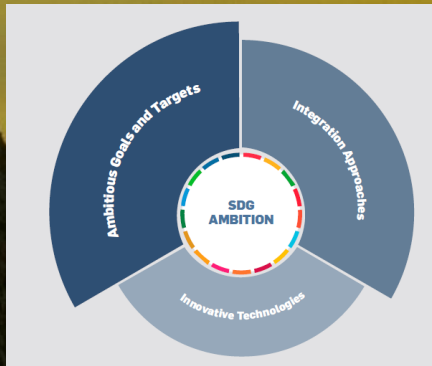 Ambitious Goals and Targets
Integration Approaches
SDG
AMBITION
Innovative Technologies